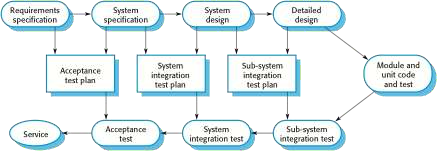 Requirements
specification
System
specification
System
design
Detailed
design
Acceptance
test plan
System
integration
test plan
Sub-system
integration
test plan
Module and
unit code
and test
Service
Acceptance
test
System
integration test
Sub-system
integration test